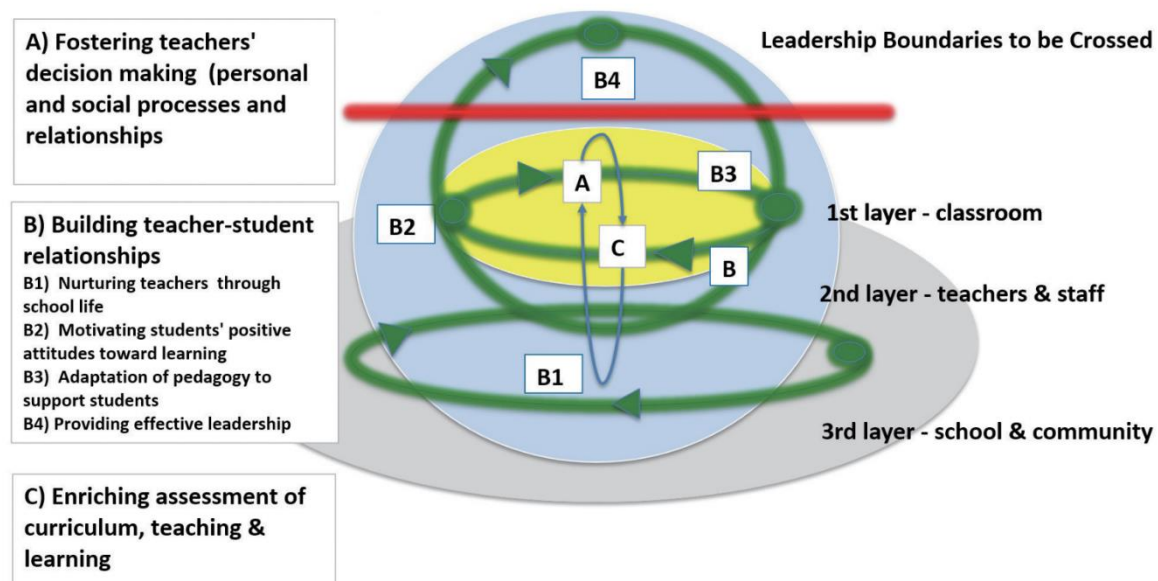 A) Fostering teachers'
decision making (personal
and social processes and
relationships
B) Building teacher-student
relationships
B1) Nurturing teachers through
school life
B2) Motivating students' positive
attitudes toward learning
B3) Adaptation of pedagogy to
support students
B4) Providing effective leadership
C) Enriching assessment of
curriculum, teaching &
learning
Leadership Boundaries to be Crossed
B4
A
B3
B2
C
B
B1
1st layer - classroom
2nd layer - teachers & staff
3rd layer - school & community